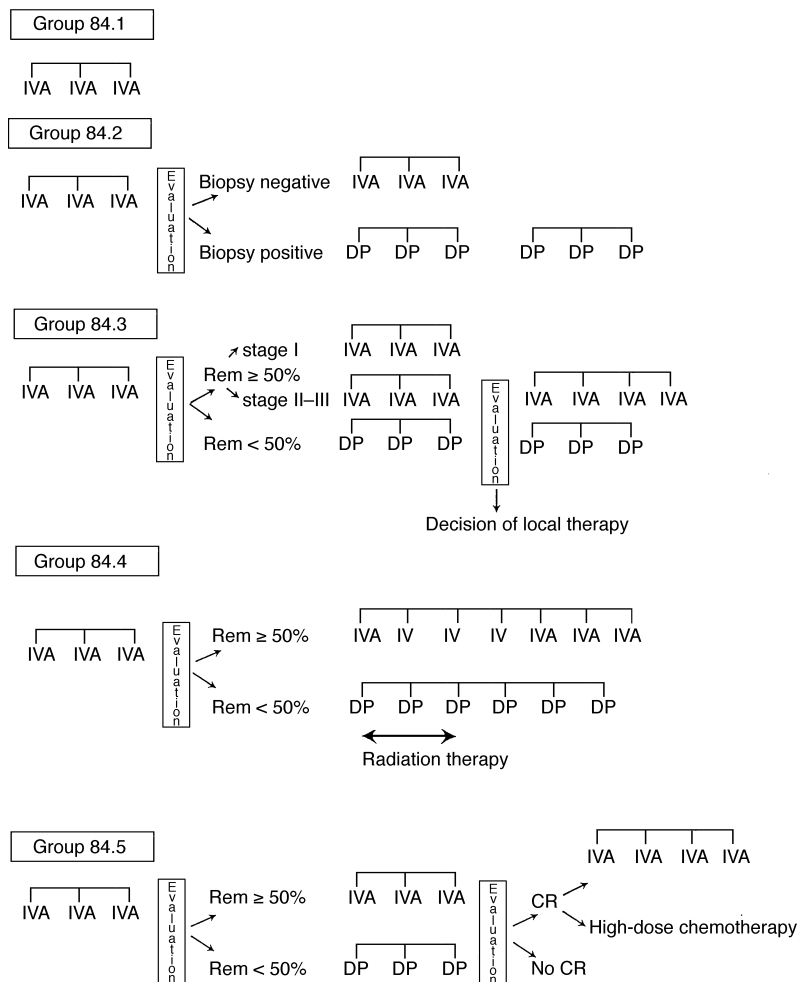 Group 84.1
IVA IVA IVA
Group 84.2
IVA IVA IVA
Evaluation
Biopsy negative
IVA IVA IVA
Biopsy positive
DP DP DP
DP DP DP
Group 84.3
IVA IVA IVA
Evaluation
stage I
IVA IVA IVA
Rem ≥ 50%
stage II–III
IVA IVA IVA
Rem < 50%
DP DP DP
Evaluation
IVA IVA IVA IVA
DP DP DP
Decision of local therapy
Group 84.4
IVA IVA IVA
Evaluation
Rem ≥ 50%
IVA IV IV IV IVA IVA IVA
Rem < 50%
DP DP DP DP DP DP
Radiation therapy
Group 84.5
IVA IVA IVA
Evaluation
Rem ≥ 50%
IVA IVA IVA
Rem < 50%
DP DP DP
Evaluation
CR
IVA IVA IVA IVA
High-dose chemotherapy
No CR